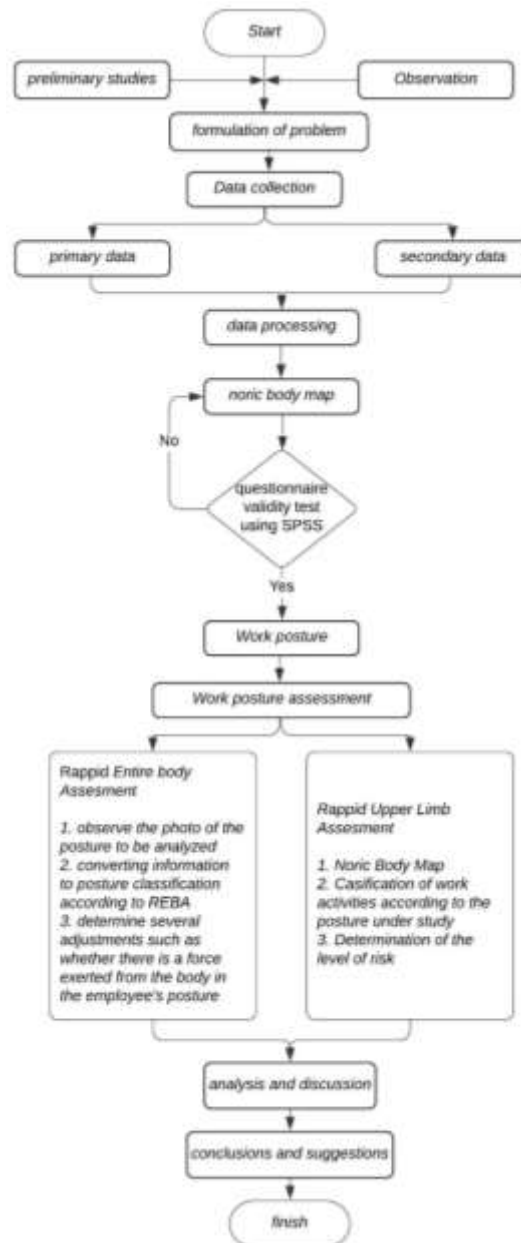 Start
preliminary studies
Observation
formulation of problem
Data collection
primary data
secondary data
data processing
noric body map
No
questionnaire
validity test
using SPSS
Yes
Work posture
Work posture assessment
Rappid Entire body
Assesment
1. observe the photo of the
posture to be analyzed
2. converting information
to posture classification
according to REBA
3. determine several
adjustments such as
whether there is a force
exerted from the body in
the employee's posture
Rappid Upper Limb
Assesment
1. Noric Body Map
2. Casification of work
activities according to the
posture under study
3. Determination of the
level of risk
analysis and discussion
conclusions and suggestions
finish